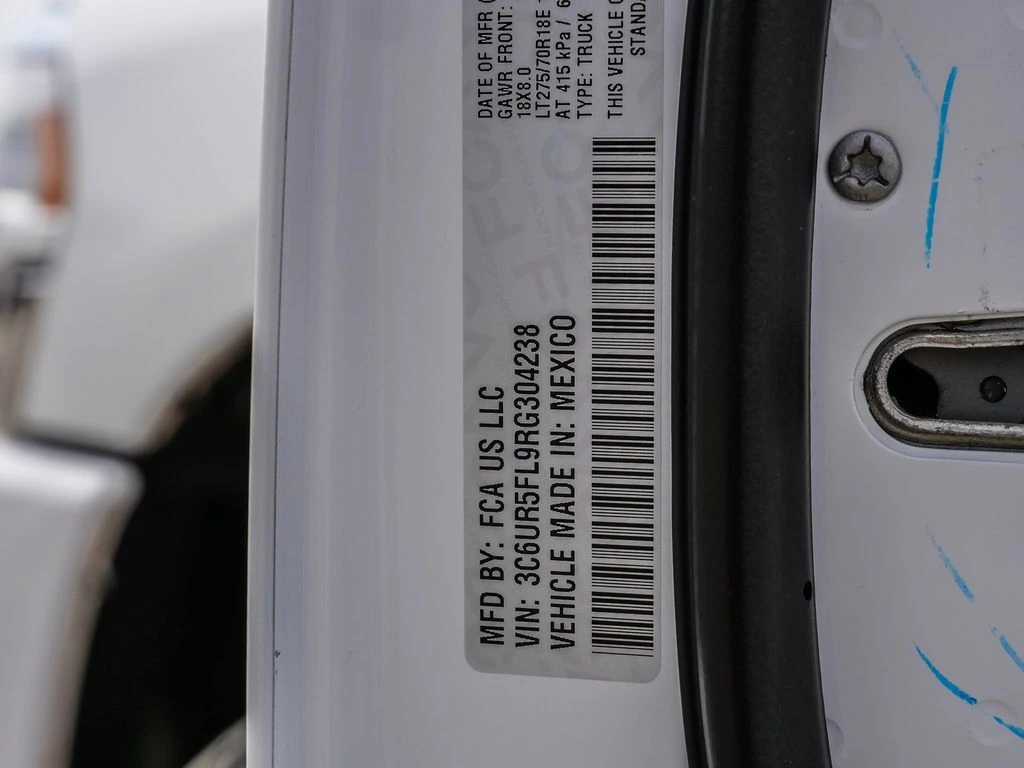 MFD BY: FCA US LLC
VIN: 3C6UR5FL9RG304238
VEHICLE MADE IN: MEXICO
DATE OF MFR
GAWR FRONT:
18X8.0
LT275/70R18E
AT 415 kPa / 6
TYPE: TRUCK
THIS VEHICLE
STANDA